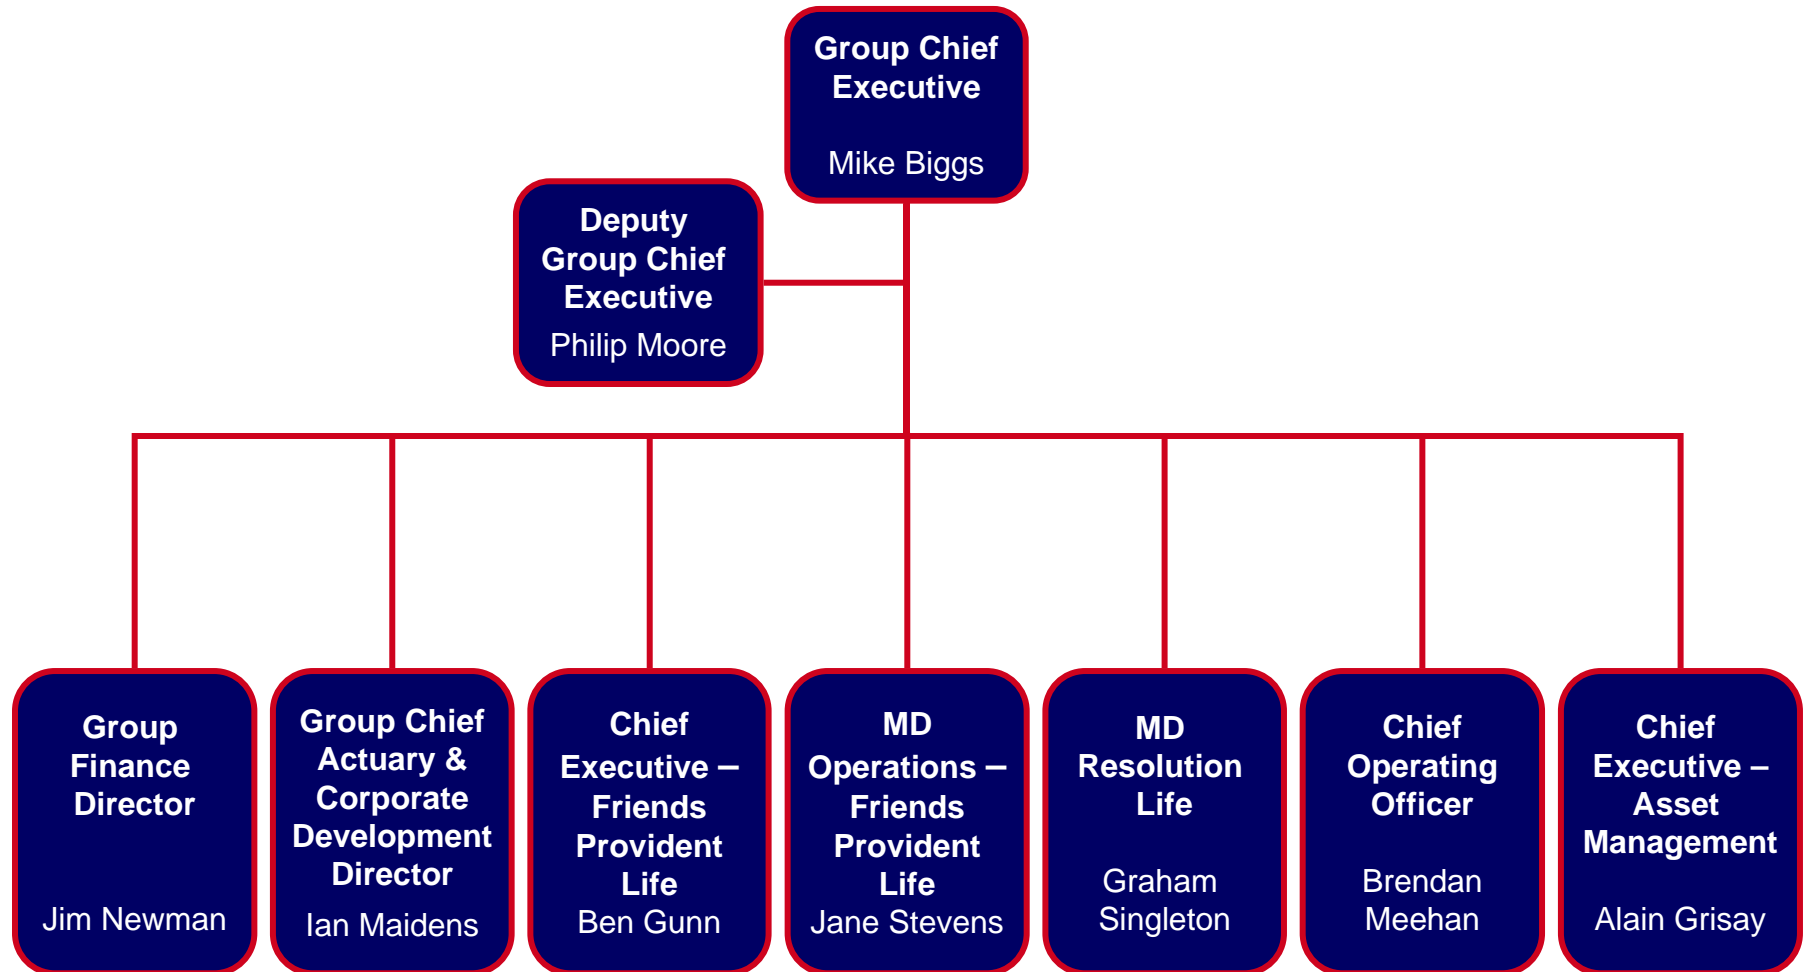 Group Chief
Executive
Mike Biggs
Deputy
Group Chief
Executive
Philip Moore
Group
Finance
Director
Jim Newman
Group Chief
Actuary &
Corporate
Development
Director
Ian Maidens
Chief
Executive –
Friends
Provident
Life
Ben Gunn
MD
Operations –
Friends
Provident
Life
Jane Stevens
MD
Resolution
Life
Graham
Singleton
Chief
Operating
Officer
Brendan
Meehan
Chief
Executive –
Asset
Management
Alain Grisay